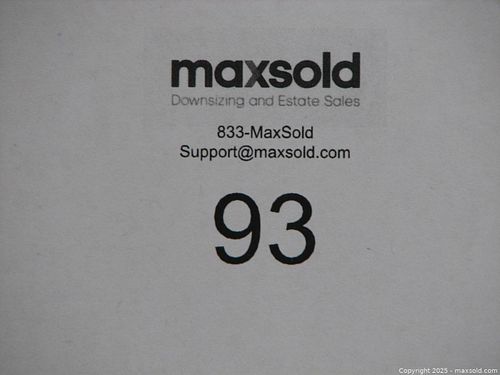 maxsold
Downsizing and Estate Sales
833-MaxSold
Support@maxsold.com
93
Copyright 2025 - maxsold.com